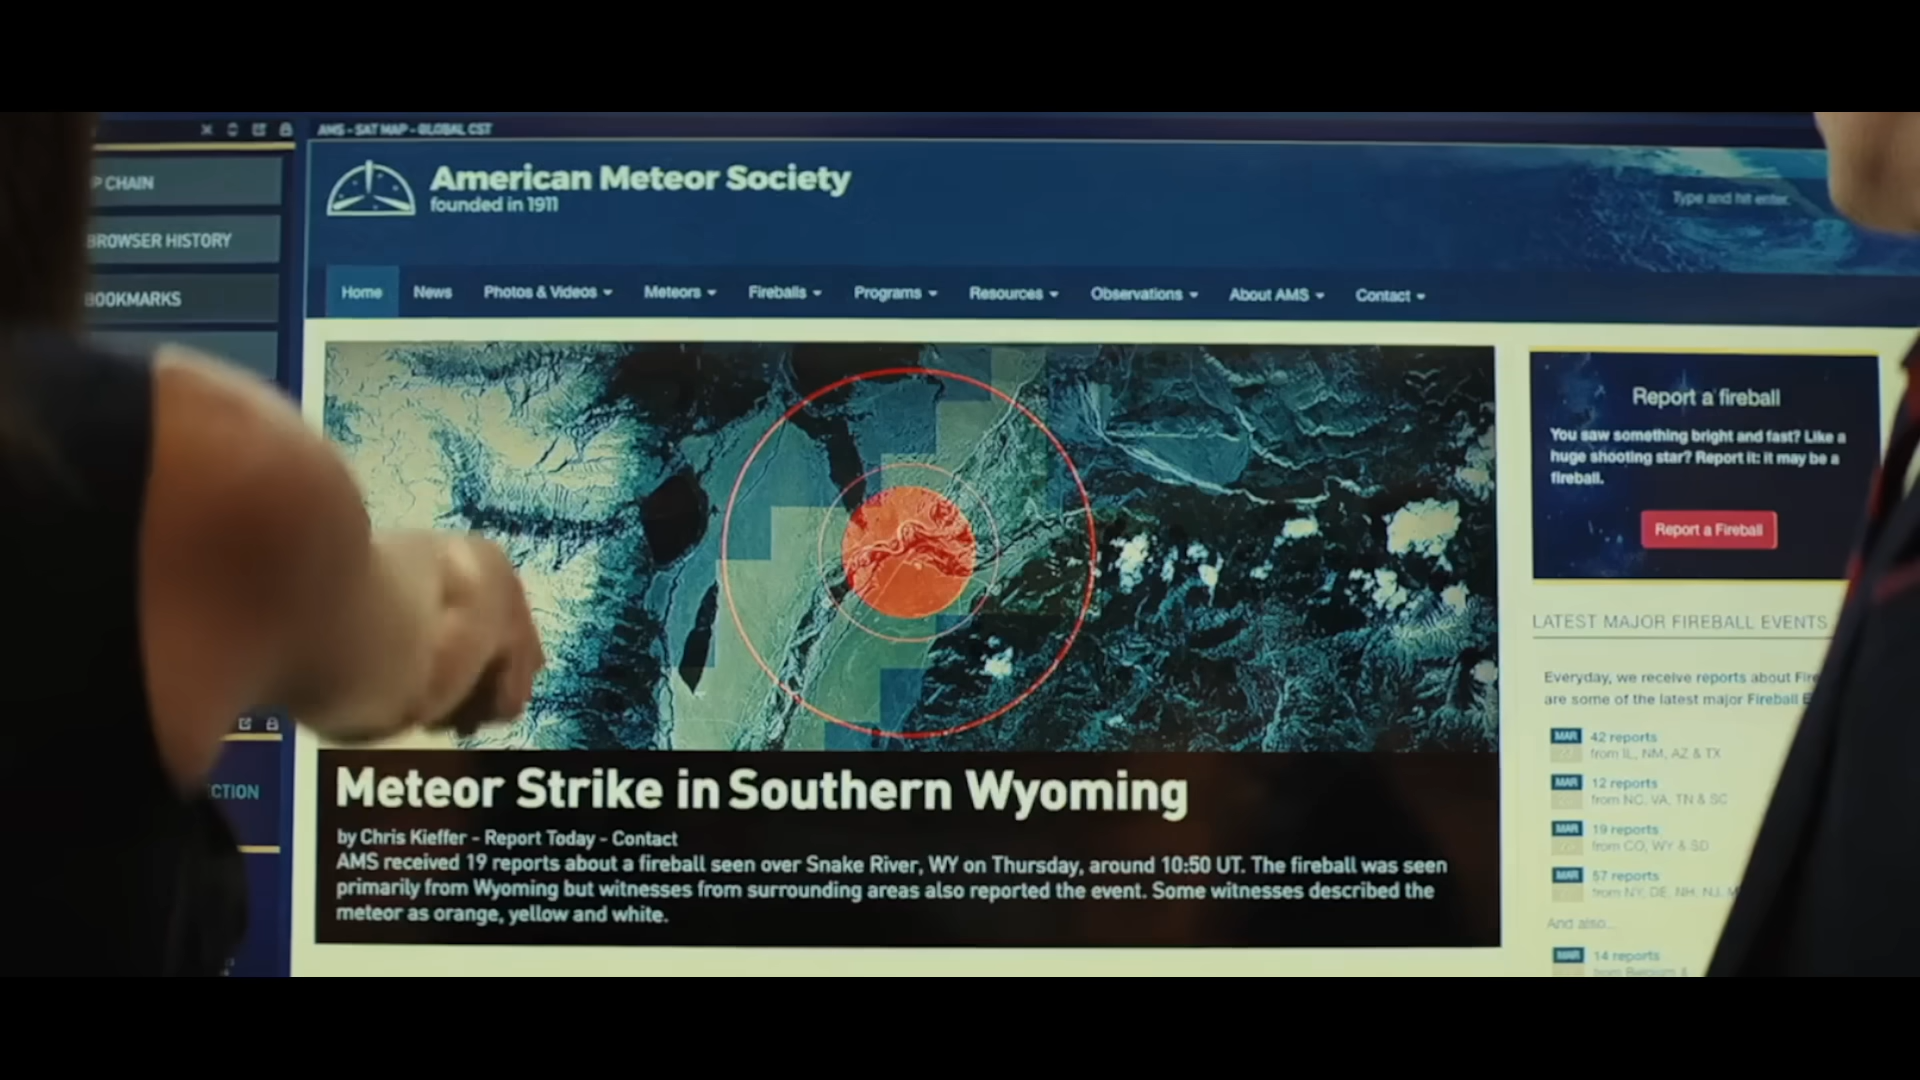 AMS - SAT MAP - GLOBAL CST
P CHAIN
BROWSER HISTORY
BOOKMARKS
CTION
American Meteor Society
founded in 1911
Type and hit enter
Home News Photos & Videos Meteors Fireballs Programs Resources Observations About AMS Contact
Meteor Strike in Southern Wyoming
by Chris Kieffer - Report Today - Contact
AMS received 19 reports about a fireball seen over Snake River, WY on Thursday, around 10:50 UT. The fireball was seen
primarily from Wyoming but witnesses from surrounding areas also reported the event. Some witnesses described the
meteor as orange, yellow and white.
Report a fireball
You saw something bright and fast? Like a
huge shooting star? Report it: it may be a
fireball.
Report a Fireball
LATEST MAJOR FIREBALL EVENTS
Everyday, we receive reports about Fire
are some of the latest major Fireball E
MAR 42 reports
from IL, NM, AZ & TX
MAR 12 reports
from NC, VA, TN & SC
MAR 19 reports
from CO, WY & SD
MAR 57 reports
from NY, DE, NH, NJ, M
And also...
MAR 14 reports
from Belgium